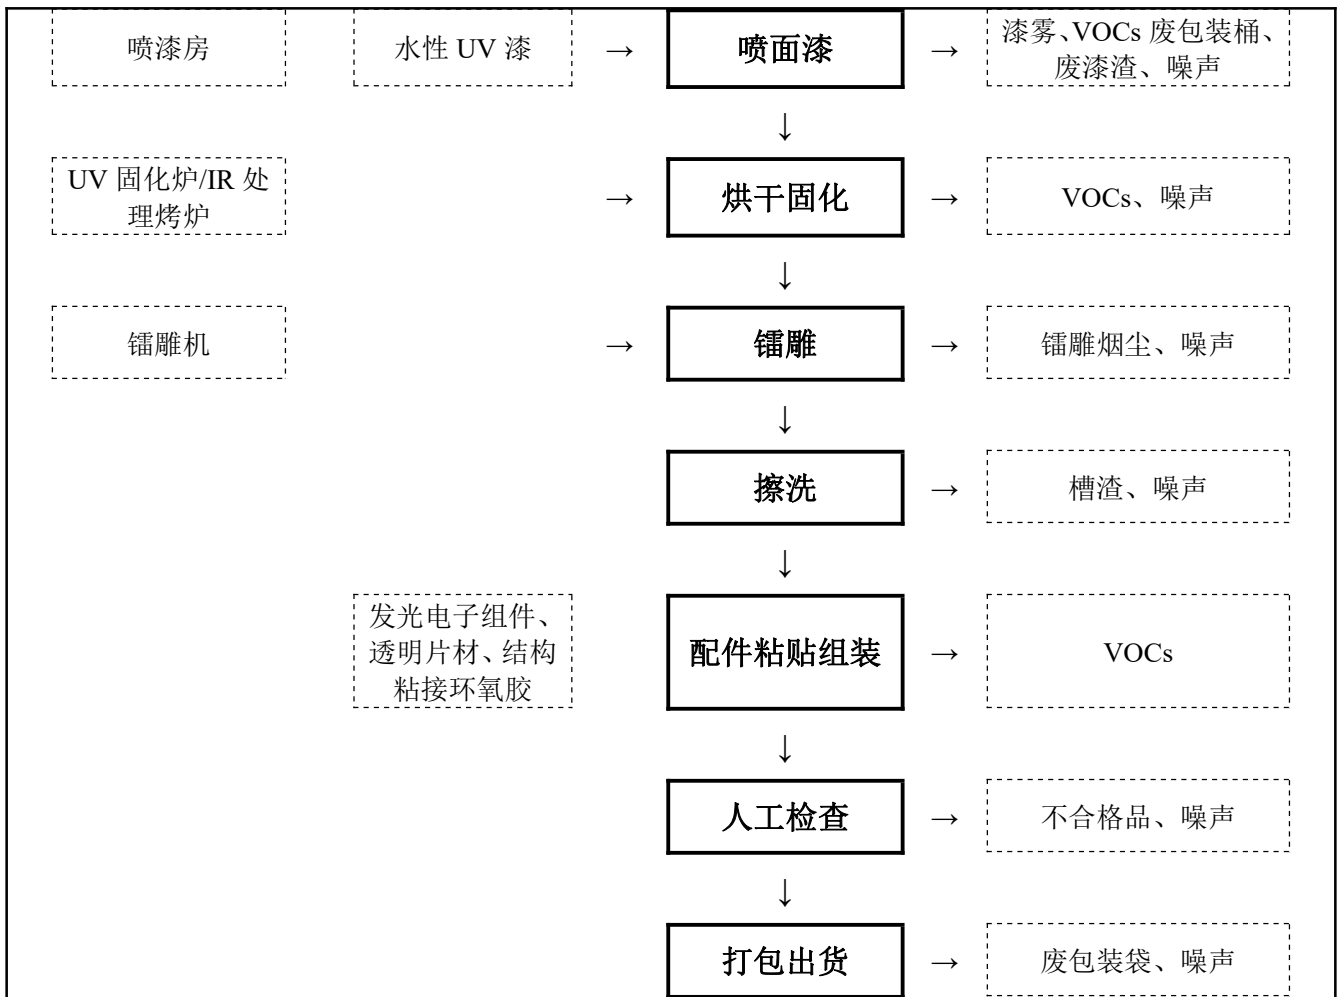 喷漆房 水性 UV 漆 → 喷面漆 → 漆雾、VOCs 废包装桶、
废漆渣、噪声
↓
UV 固化炉/IR 处
理烤炉 → 烘干固化 → VOCs、噪声
↓
镭雕机 → 镭雕 → 镭雕烟尘、噪声
↓
擦洗 → 槽渣、噪声
↓
发光电子组件、
透明片材、结构
粘接环氧胶
配件粘贴组装 → VOCs
↓
人工检查 → 不合格品、噪声
↓
打包出货 → 废包装袋、噪声